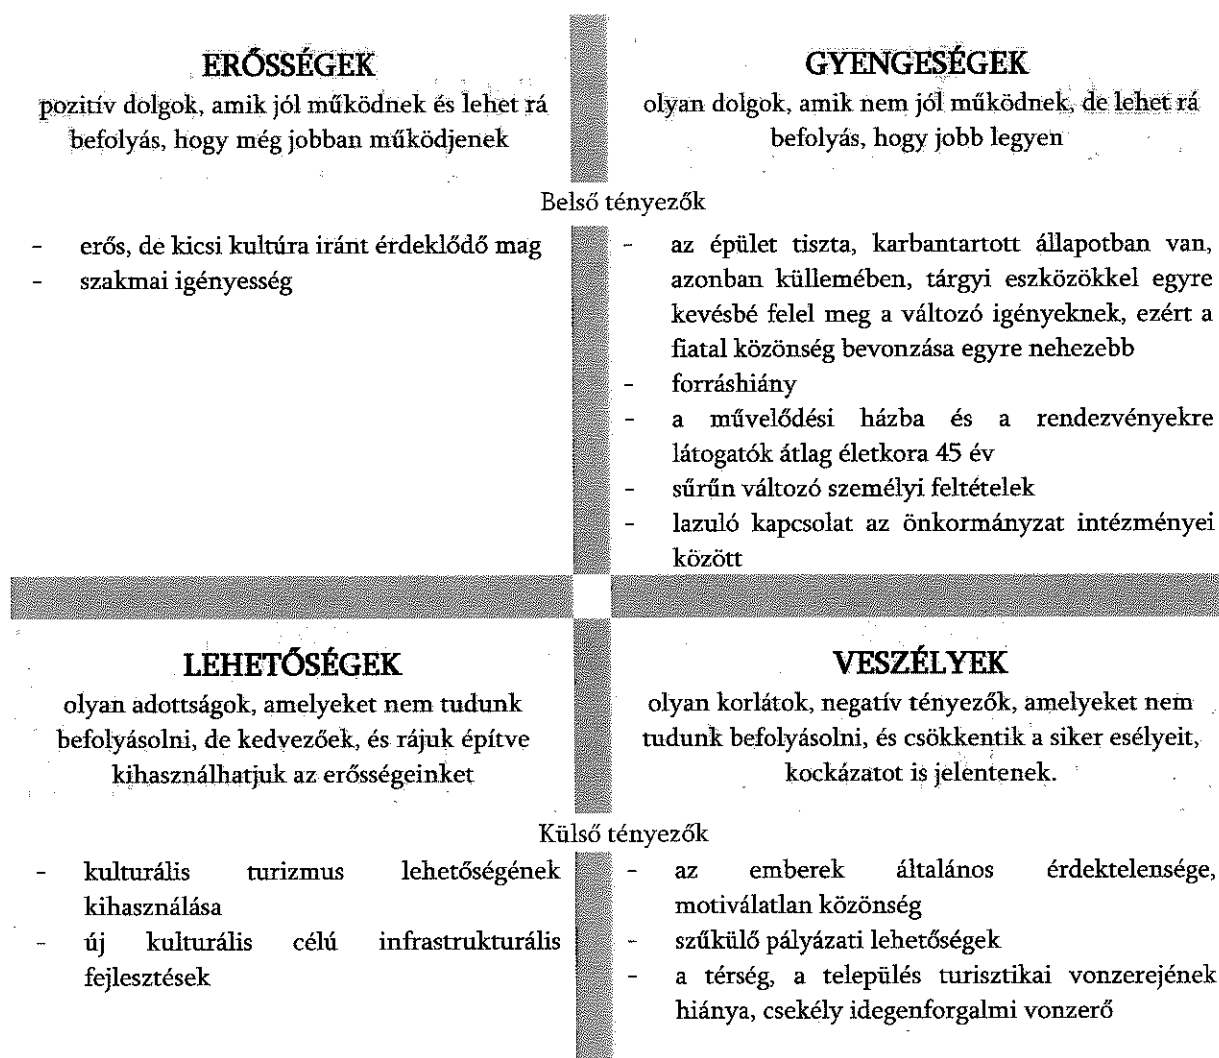 ERŐSSÉGEK
pozitív dolgok, amik jól működnek és lehet rá
befolyás, hogy még jobban működjenek
GYENGESÉGEK
olyan dolgok, amik nem jól működnek, de lehet rá
befolyás, hogy jobb legyen
Belső tényezők
- erős, de kicsi kultúra iránt érdeklődő mag
- szakmai igényesség
- az épület tiszta, karbantartott állapotban van,
azonban küllemében, tárgyi eszközökkel egyre
kevésbé felel meg a változó igényeknek, ezért a
fiatal közönség bevonzása egyre nehezebb
- forráshiány
- a művelődési házba és a rendezvényekre
látogatók átlag életkora 45 év
- sűrűn változó személyi feltételek
- lazuló kapcsolat az önkormányzat intézményei
között
LEHETŐSÉGEK
olyan adottságok, amelyeket nem tudunk
befolyásolni, de kedvezőek, és rájuk építve
kihasználhatjuk az erősségeinket
VESZÉLYEK
olyan korlátok, negatív tényezők, amelyeket nem
tudunk befolyásolni, és csökkentik a siker esélyeit,
kockázatot is jelentenek.
Külső tényezők
- kulturális turizmus lehetőségének
kihasználása
- új kulturális célú infrastrukturális
fejlesztések
- az emberek általános érdektelensége,
motiválatlan közönség
- szűkülő pályázati lehetőségek
- a térség, a település turisztikai vonzerejének
hiánya, csekély idegenforgalmi vonzerő